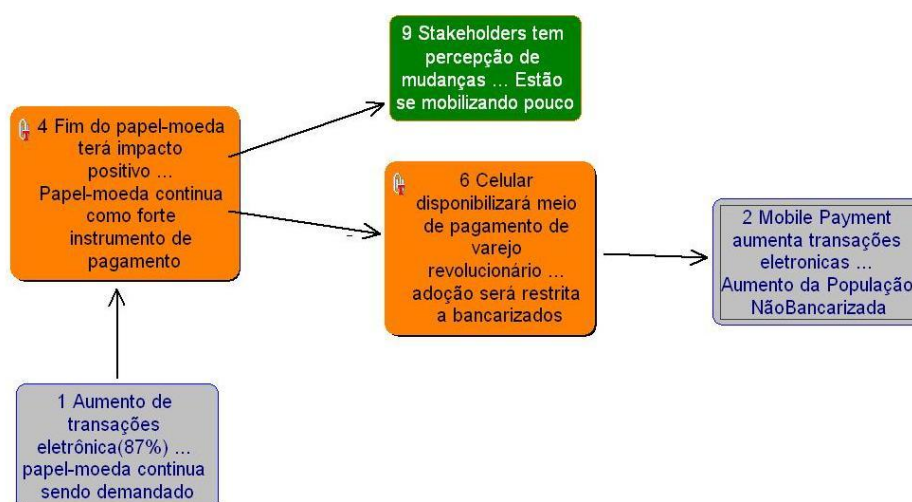 9 Stakeholders tem
percepção de
mudanças ... Estão
se mobilizando pouco
4 Fim do papel-moeda
terá impacto
positivo ...
Papel-moeda continua
como forte
instrumento de
pagamento
6 Celular
disponibilizará meio
de pagamento de
varejo
revolucionário ...
adoção será restrita
a bancarizados
-
2 Mobile Payment
aumenta transações
eletronicas ...
Aumento da População
NãoBancarizada
1 Aumento de
transações
eletrônica(87%) ...
papel-moeda continua
sendo demandado